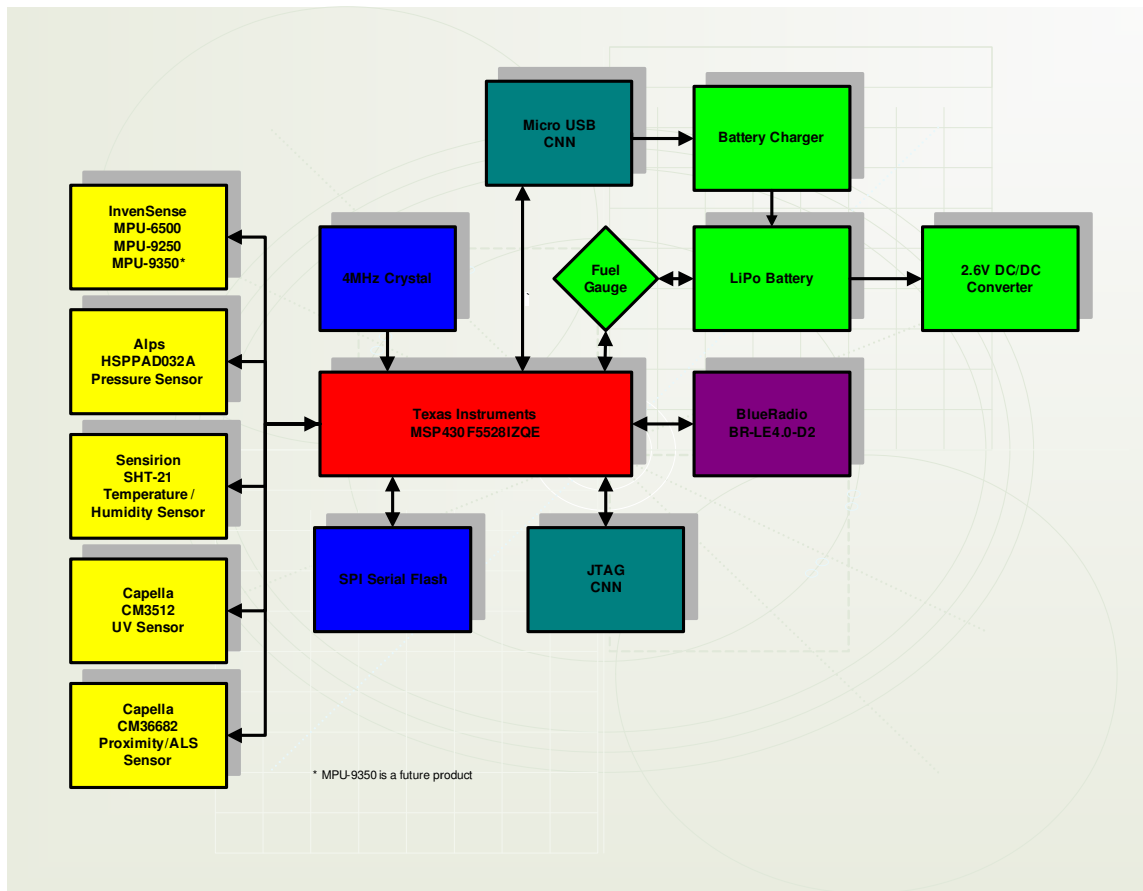 Micro USB
CNN
Battery Charger
InvenSense
MPU-6500
MPU-9250
MPU-9350*
4MHz Crystal
Fuel
Gauge
LiPo Battery
2.6V DC/DC
Converter
Alps
HSPPAD032A
Pressure Sensor
Texas Instruments
MSP430F5528IZQE
BlueRadio
BR-LE4.0-D2
Sensirion
SHT-21
Temperature /
Humidity Sensor
SPI Serial Flash
JTAG
CNN
Capella
CM3512
UV Sensor
Capella
CM36682
Proximity/ALS
Sensor
* MPU-9350 is a future product